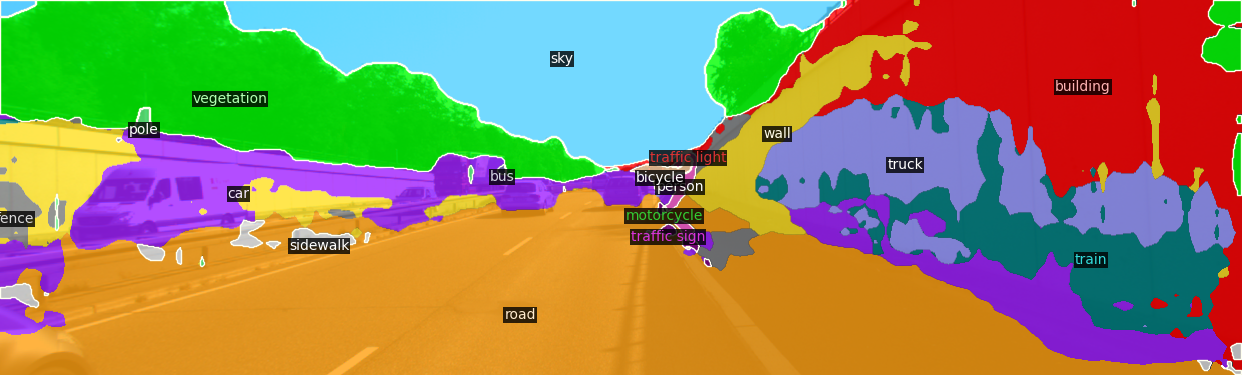 sky
vegetation
building
pole
wall
traffic light
truck
bus
bicycle
person
car
fence
motorcycle
traffic sign
sidewalk
train
road